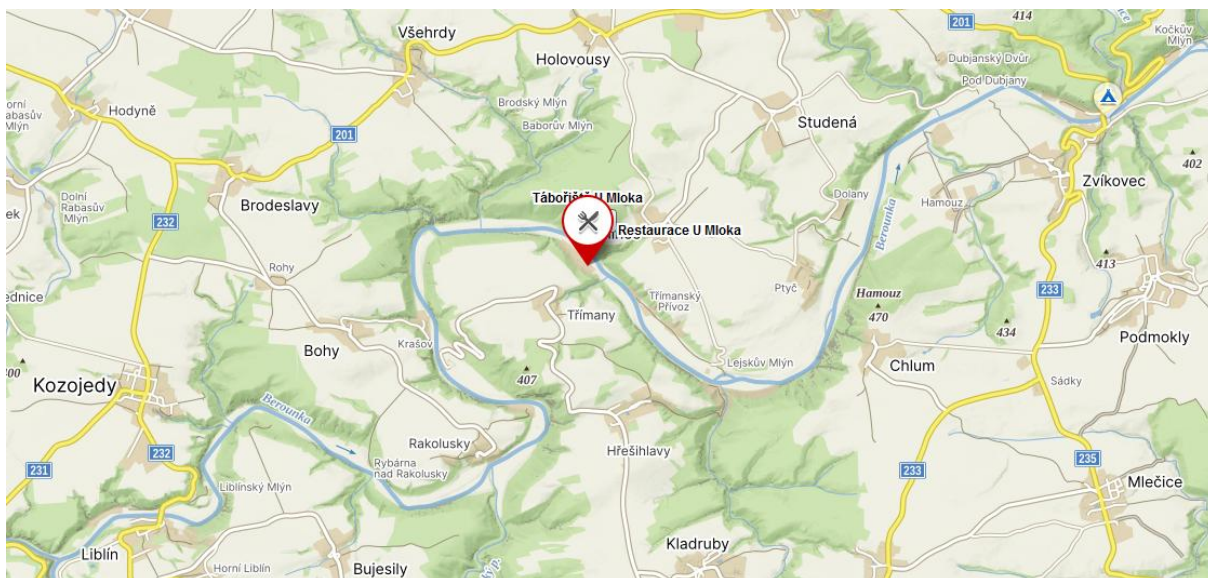 201
414
Všehrdy
Holovousy
Kočkův
Mlýn
Dubjanský Dvůr
Pod Dubjany
Hodyně
Rabasův
Mlýn
Brodský Mlýn
Baborův Mlýn
201
Studená
402
Zvíkovec
Dolní
Rabasův
Mlýn
Brodeslavy
Tábořiště U Mloka
Dolany
Hamouz
232
Restaurace U Mloka
Berounka
413
Rohy
Ptyč
233
Třímanský
Přívoz
Hamouz
470
434
Třímany
Krašov
Bohy
Podmokly
Lejskův Mlýn
Chlum
407
Kozojedy
Sádky
Berounka
Rakolusky
Hřešihlavy
232
231
Rybárna
nad Rakolusky
235
233
Liblínský Mlýn
Mlečice
Kladruby
Liblín
Horní Liblín
Bujesily